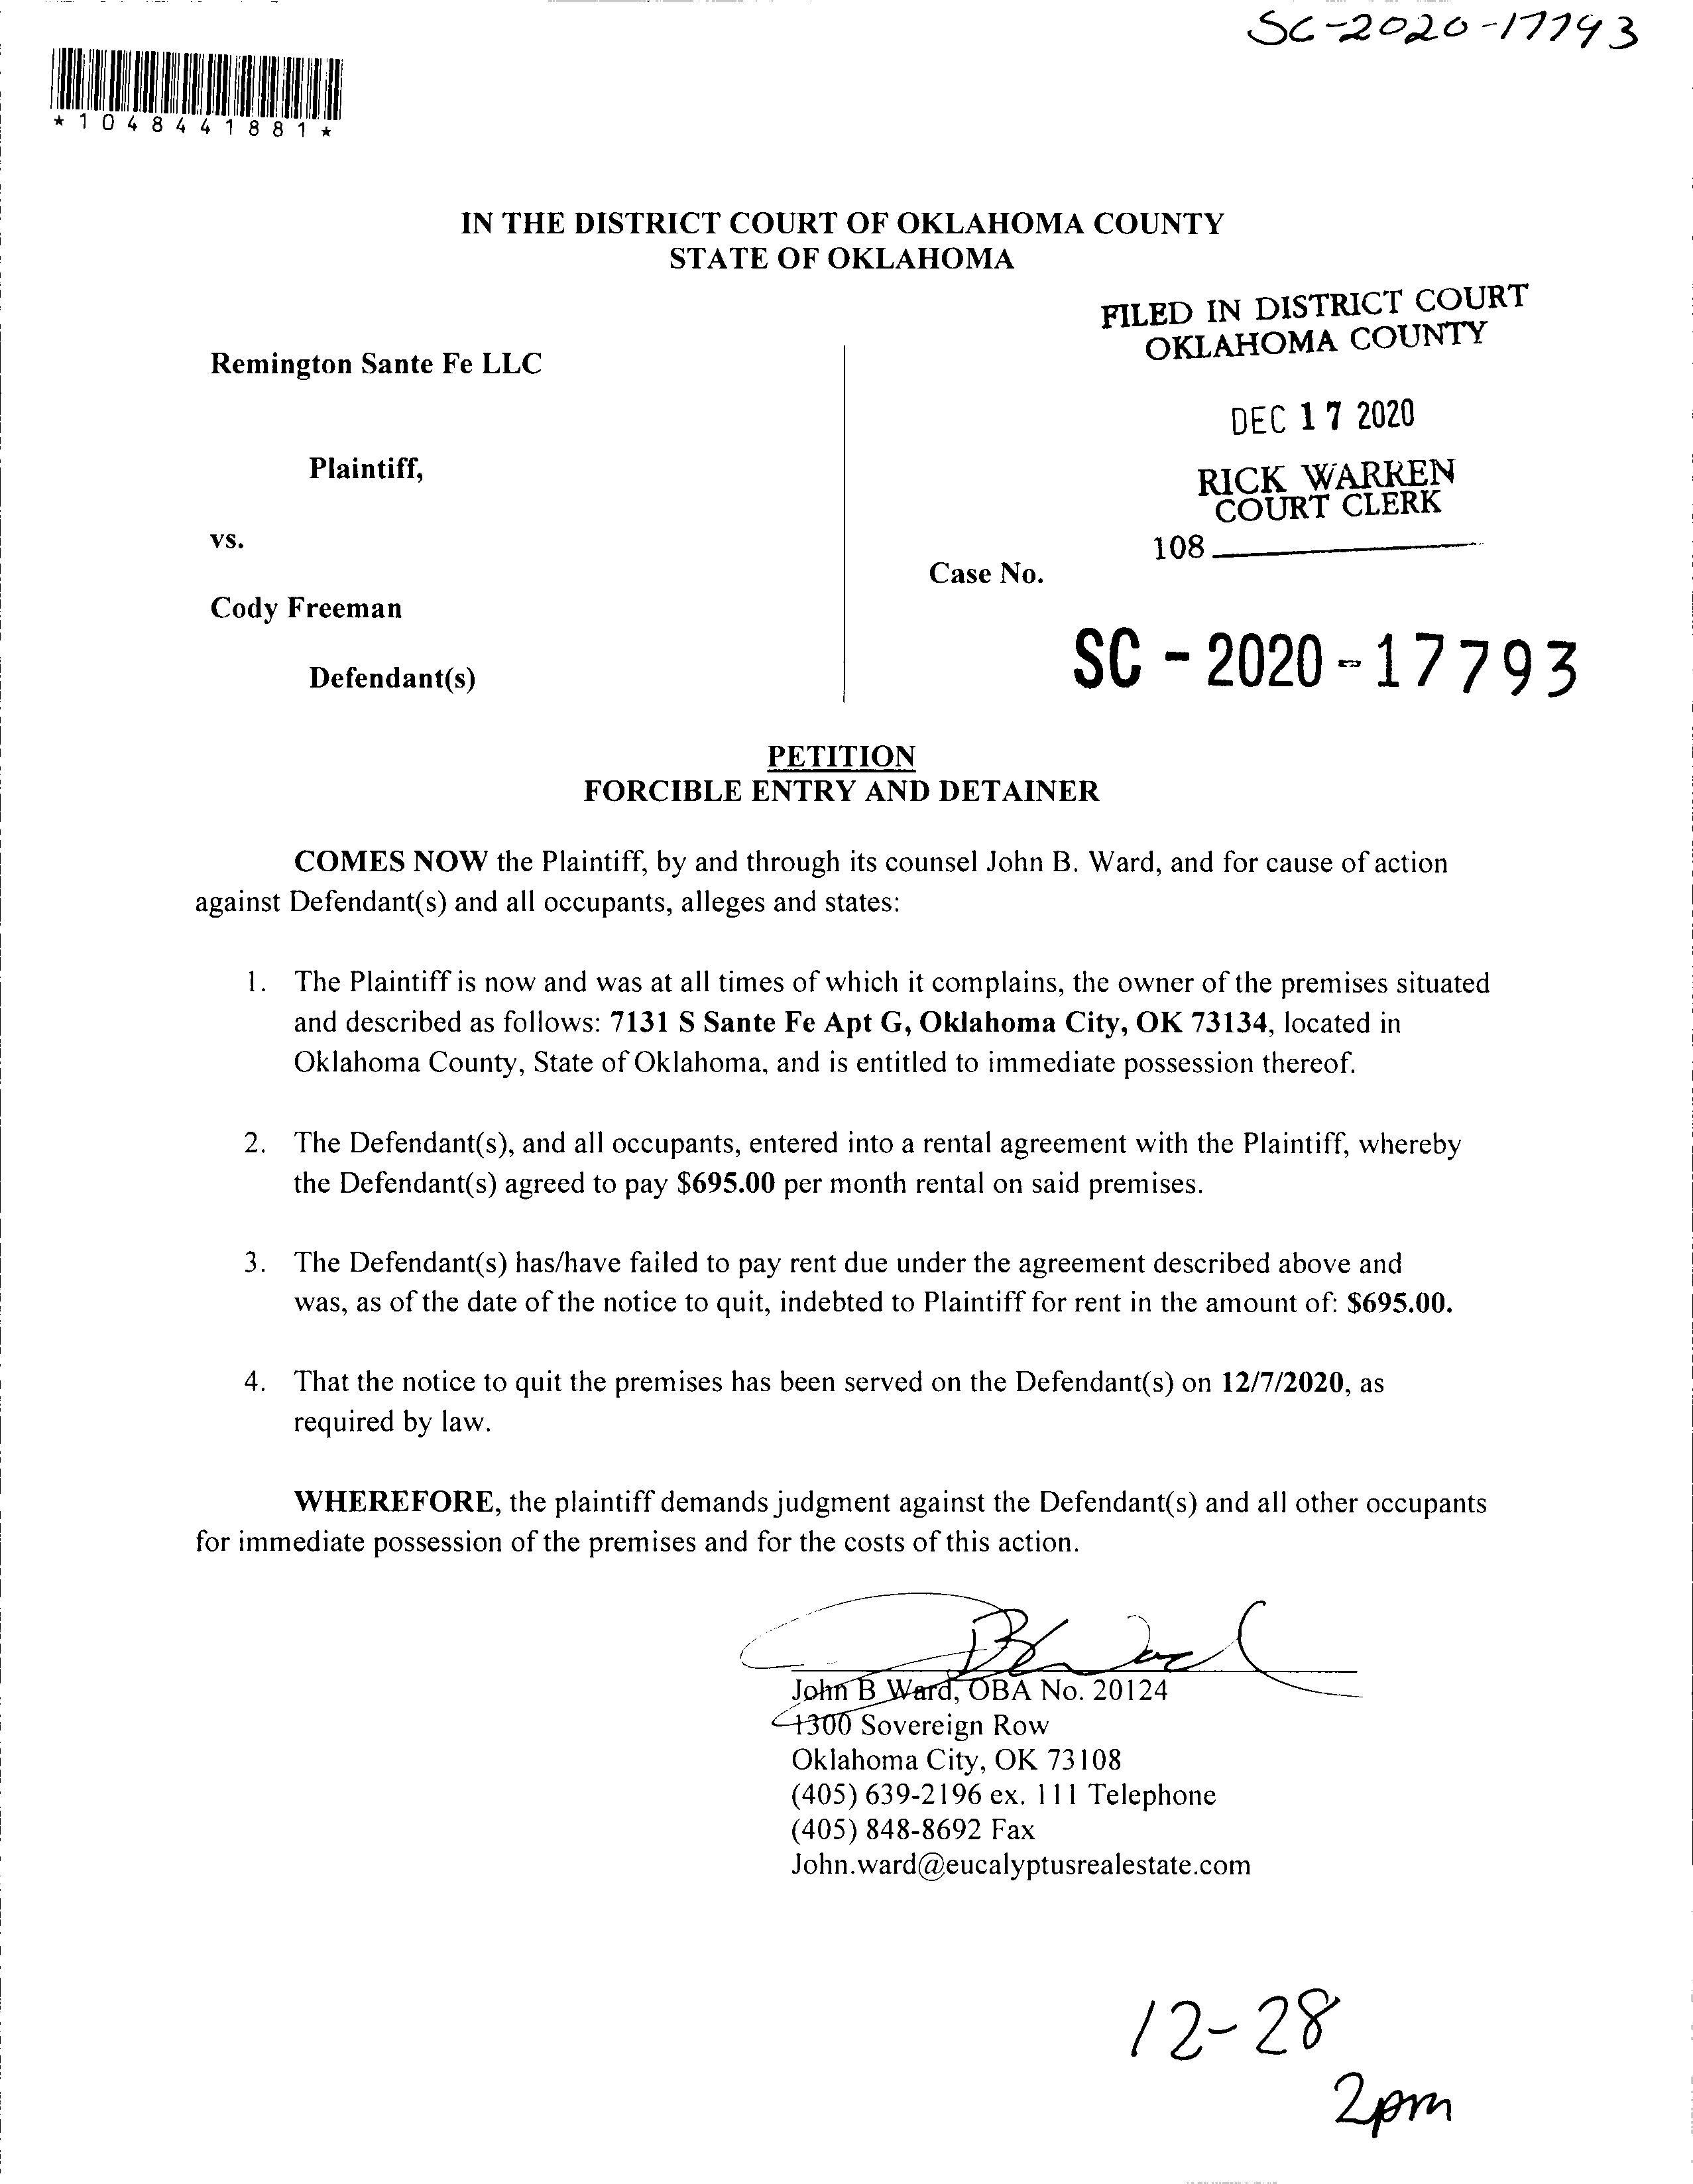 SC-2020-17793
*1048441881*
IN THE DISTRICT COURT OF OKLAHOMA COUNTY
STATE OF OKLAHOMA
FILED IN DISTRICT COURT
OKLAHOMA COUNTY
Remington Sante Fe LLC
DEC 17 2020
Plaintiff,
RICK WARREN
COURT CLERK
vs.
108
Case No.
Cody Freeman
SC - 2020 - 17793
Defendant(s)
PETITION
FORCIBLE ENTRY AND DETAINER
COMES NOW the Plaintiff, by and through its counsel John B. Ward, and for cause of action
against Defendant(s) and all occupants, alleges and states:
1. The Plaintiff is now and was at all times of which it complains, the owner of the premises situated
and described as follows: 7131 S Sante Fe Apt G, Oklahoma City, OK 73134, located in
Oklahoma County, State of Oklahoma, and is entitled to immediate possession thereof.
2. The Defendant(s), and all occupants, entered into a rental agreement with the Plaintiff, whereby
the Defendant(s) agreed to pay $695.00 per month rental on said premises.
3. The Defendant(s) has/have failed to pay rent due under the agreement described above and
was, as of the date of the notice to quit, indebted to Plaintiff for rent in the amount of: $695.00.
4. That the notice to quit the premises has been served on the Defendant(s) on 12/7/2020, as
required by law.
WHEREFORE, the plaintiff demands judgment against the Defendant(s) and all other occupants
for immediate possession of the premises and for the costs of this action.
John B Ward, OBA No. 20124
1300 Sovereign Row
Oklahoma City, OK 73108
(405) 639-2196 ex. 111 Telephone
(405) 848-8692 Fax
John.ward@eucalyptusrealestate.com
12-28
2pm